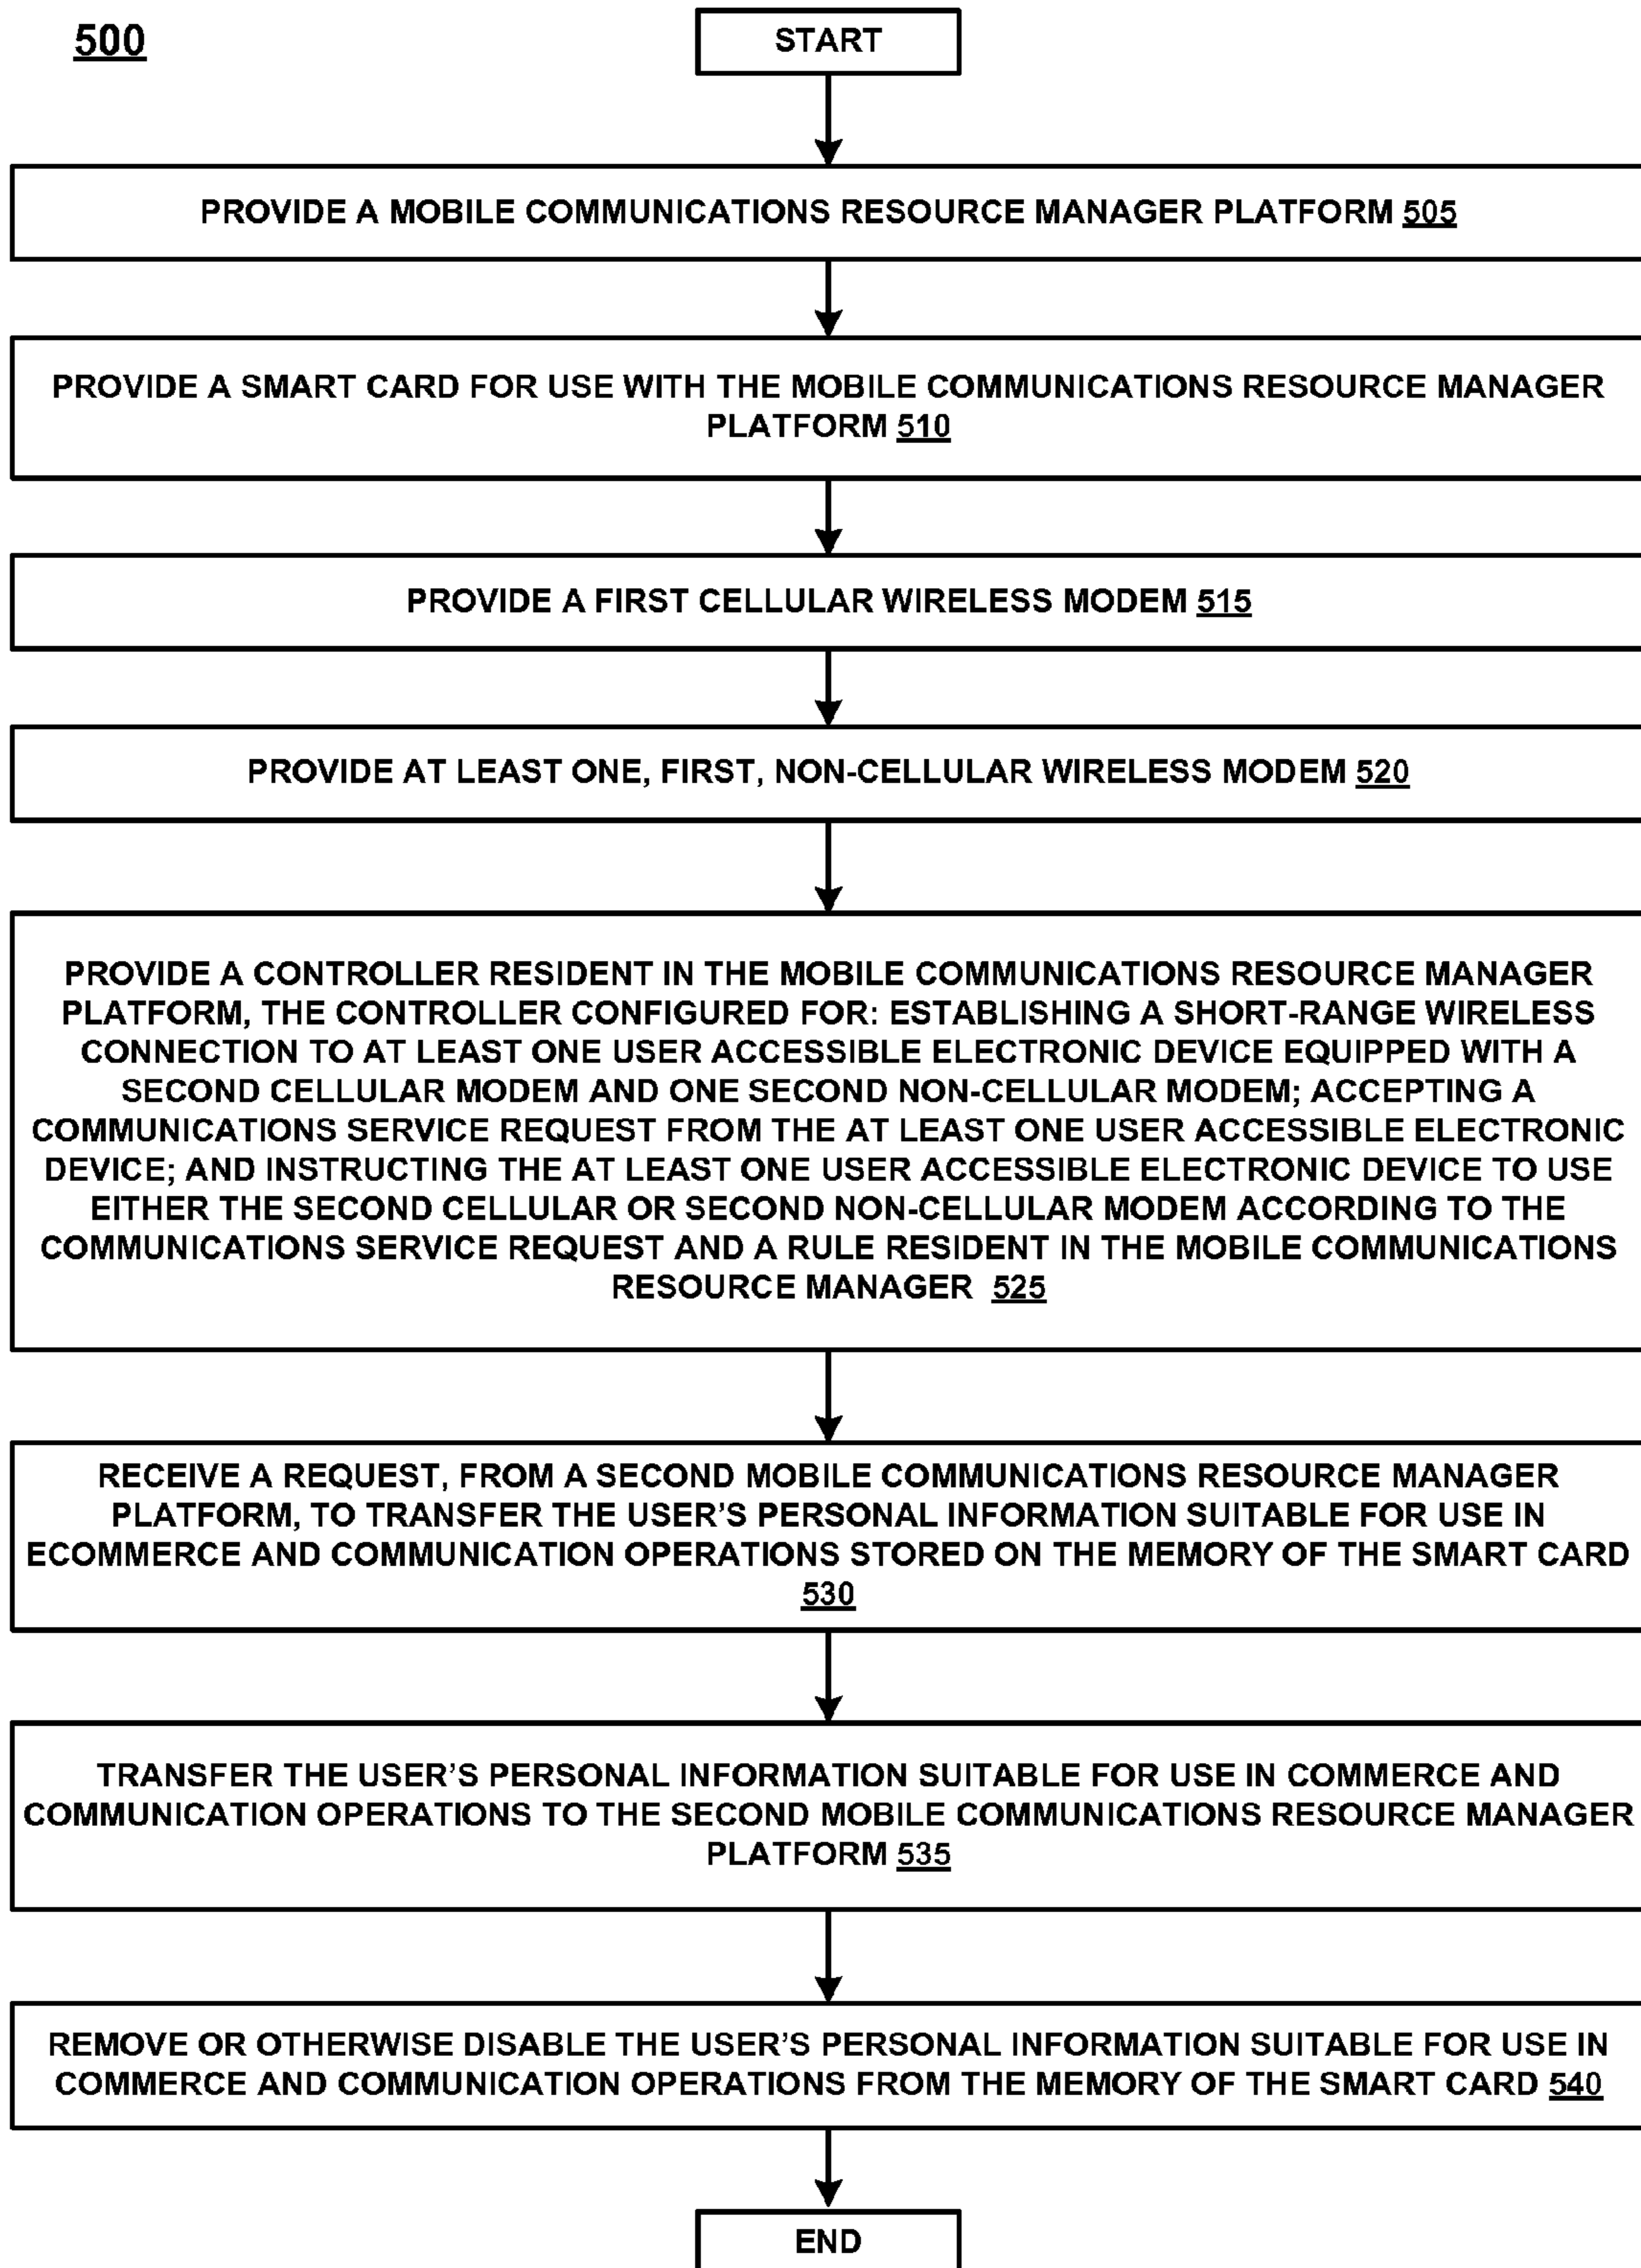 500
START
PROVIDE A MOBILE COMMUNICATIONS RESOURCE MANAGER PLATFORM 505
PROVIDE A SMART CARD FOR USE WITH THE MOBILE COMMUNICATIONS RESOURCE MANAGER
PLATFORM 510
PROVIDE A FIRST CELLULAR WIRELESS MODEM 515
PROVIDE AT LEAST ONE, FIRST, NON-CELLULAR WIRELESS MODEM 520
PROVIDE A CONTROLLER RESIDENT IN THE MOBILE COMMUNICATIONS RESOURCE MANAGER
PLATFORM, THE CONTROLLER CONFIGURED FOR: ESTABLISHING A SHORT-RANGE WIRELESS
CONNECTION TO AT LEAST ONE USER ACCESSIBLE ELECTRONIC DEVICE EQUIPPED WITH A
SECOND CELLULAR MODEM AND ONE SECOND NON-CELLULAR MODEM; ACCEPTING A
COMMUNICATIONS SERVICE REQUEST FROM THE AT LEAST ONE USER ACCESSIBLE ELECTRONIC
DEVICE; AND INSTRUCTING THE AT LEAST ONE USER ACCESSIBLE ELECTRONIC DEVICE TO USE
EITHER THE SECOND CELLULAR OR SECOND NON-CELLULAR MODEM ACCORDING TO THE
COMMUNICATIONS SERVICE REQUEST AND A RULE RESIDENT IN THE MOBILE COMMUNICATIONS
RESOURCE MANAGER 525
RECEIVE A REQUEST, FROM A SECOND MOBILE COMMUNICATIONS RESOURCE MANAGER
PLATFORM, TO TRANSFER THE USER'S PERSONAL INFORMATION SUITABLE FOR USE IN
ECOMMERCE AND COMMUNICATION OPERATIONS STORED ON THE MEMORY OF THE SMART CARD
530
TRANSFER THE USER'S PERSONAL INFORMATION SUITABLE FOR USE IN COMMERCE AND
COMMUNICATION OPERATIONS TO THE SECOND MOBILE COMMUNICATIONS RESOURCE MANAGER
PLATFORM 535
REMOVE OR OTHERWISE DISABLE THE USER'S PERSONAL INFORMATION SUITABLE FOR USE IN
COMMERCE AND COMMUNICATION OPERATIONS FROM THE MEMORY OF THE SMART CARD 540
END